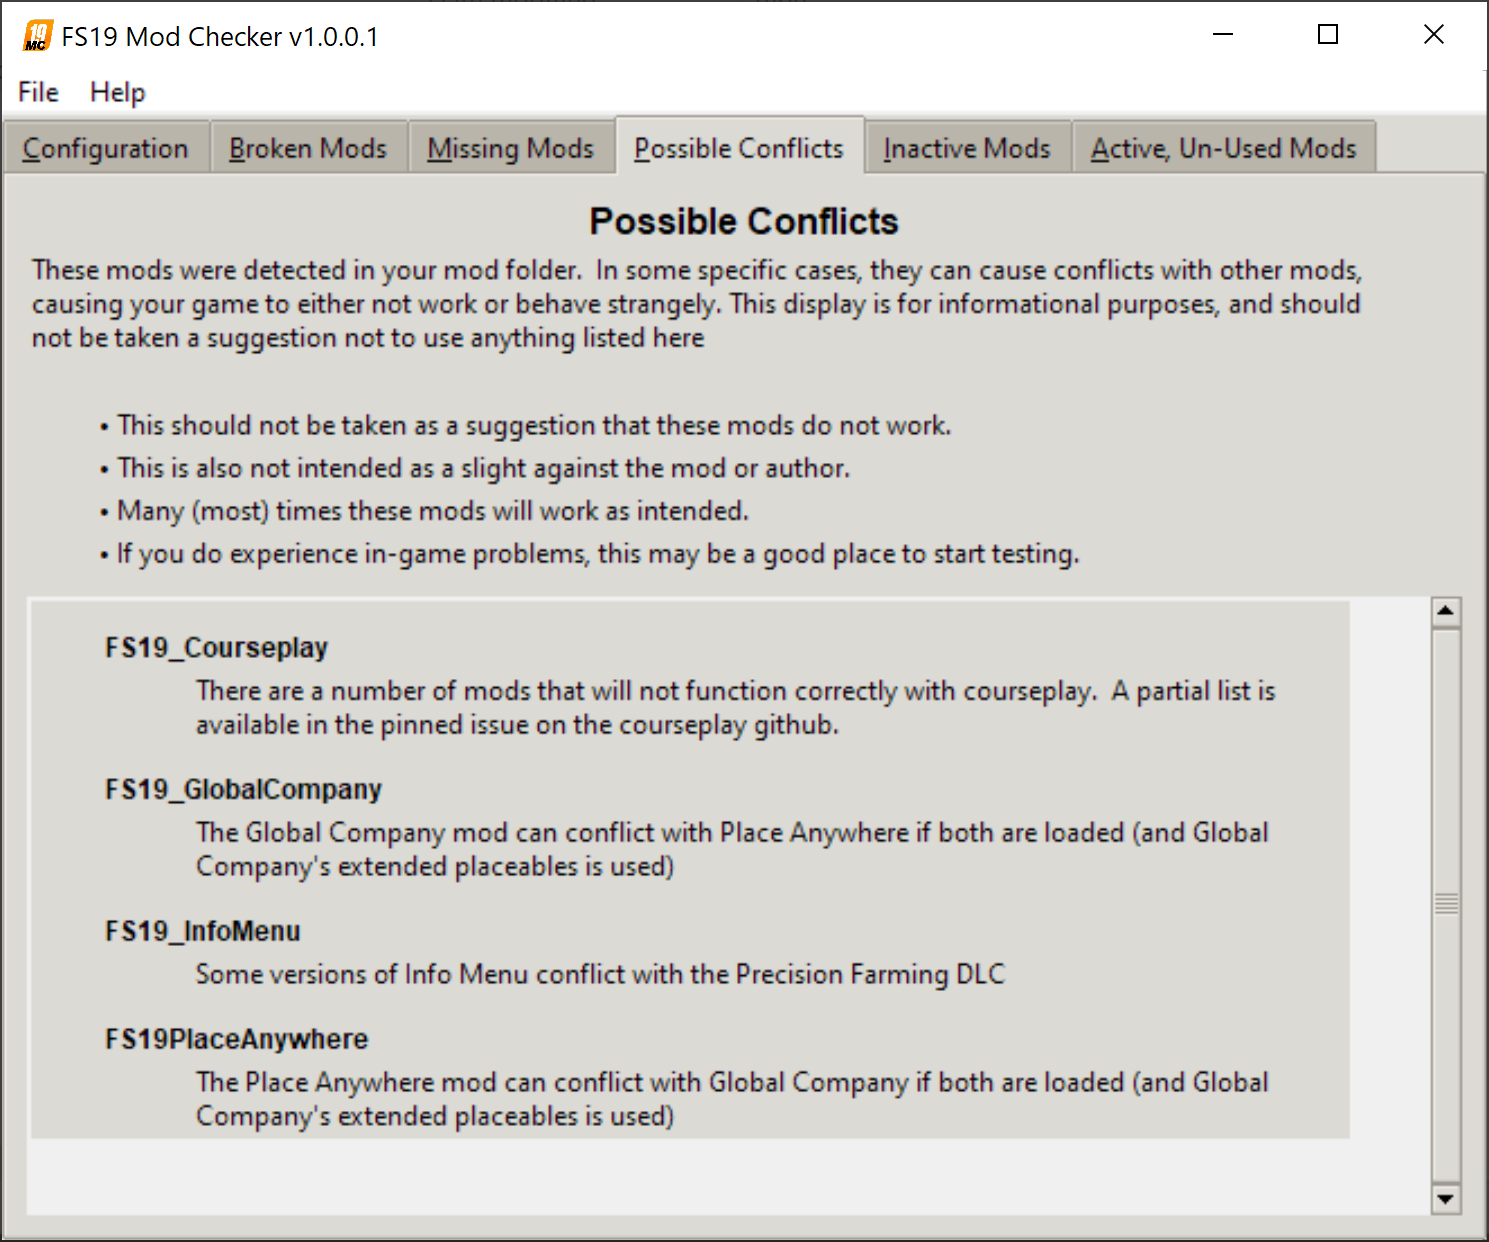 19
MC
FS19 Mod Checker v1.0.0.1
File Help
Configuration Broken Mods Missing Mods Possible Conflicts Inactive Mods Active, Un-Used Mods
Possible Conflicts
These mods were detected in your mod folder.  In some specific cases, they can cause conflicts with other mods,
causing your game to either not work or behave strangely. This display is for informational purposes, and should
not be taken a suggestion not to use anything listed here
• This should not be taken as a suggestion that these mods do not work.
• This is also not intended as a slight against the mod or author.
• Many (most) times these mods will work as intended.
• If you do experience in-game problems, this may be a good place to start testing.
FS19_Courseplay
There are a number of mods that will not function correctly with courseplay.  A partial list is
available in the pinned issue on the courseplay github.
FS19_GlobalCompany
The Global Company mod can conflict with Place Anywhere if both are loaded (and Global
Company's extended placeables is used)
FS19_InfoMenu
Some versions of Info Menu conflict with the Precision Farming DLC
FS19PlaceAnywhere
The Place Anywhere mod can conflict with Global Company if both are loaded (and Global
Company's extended placeables is used)